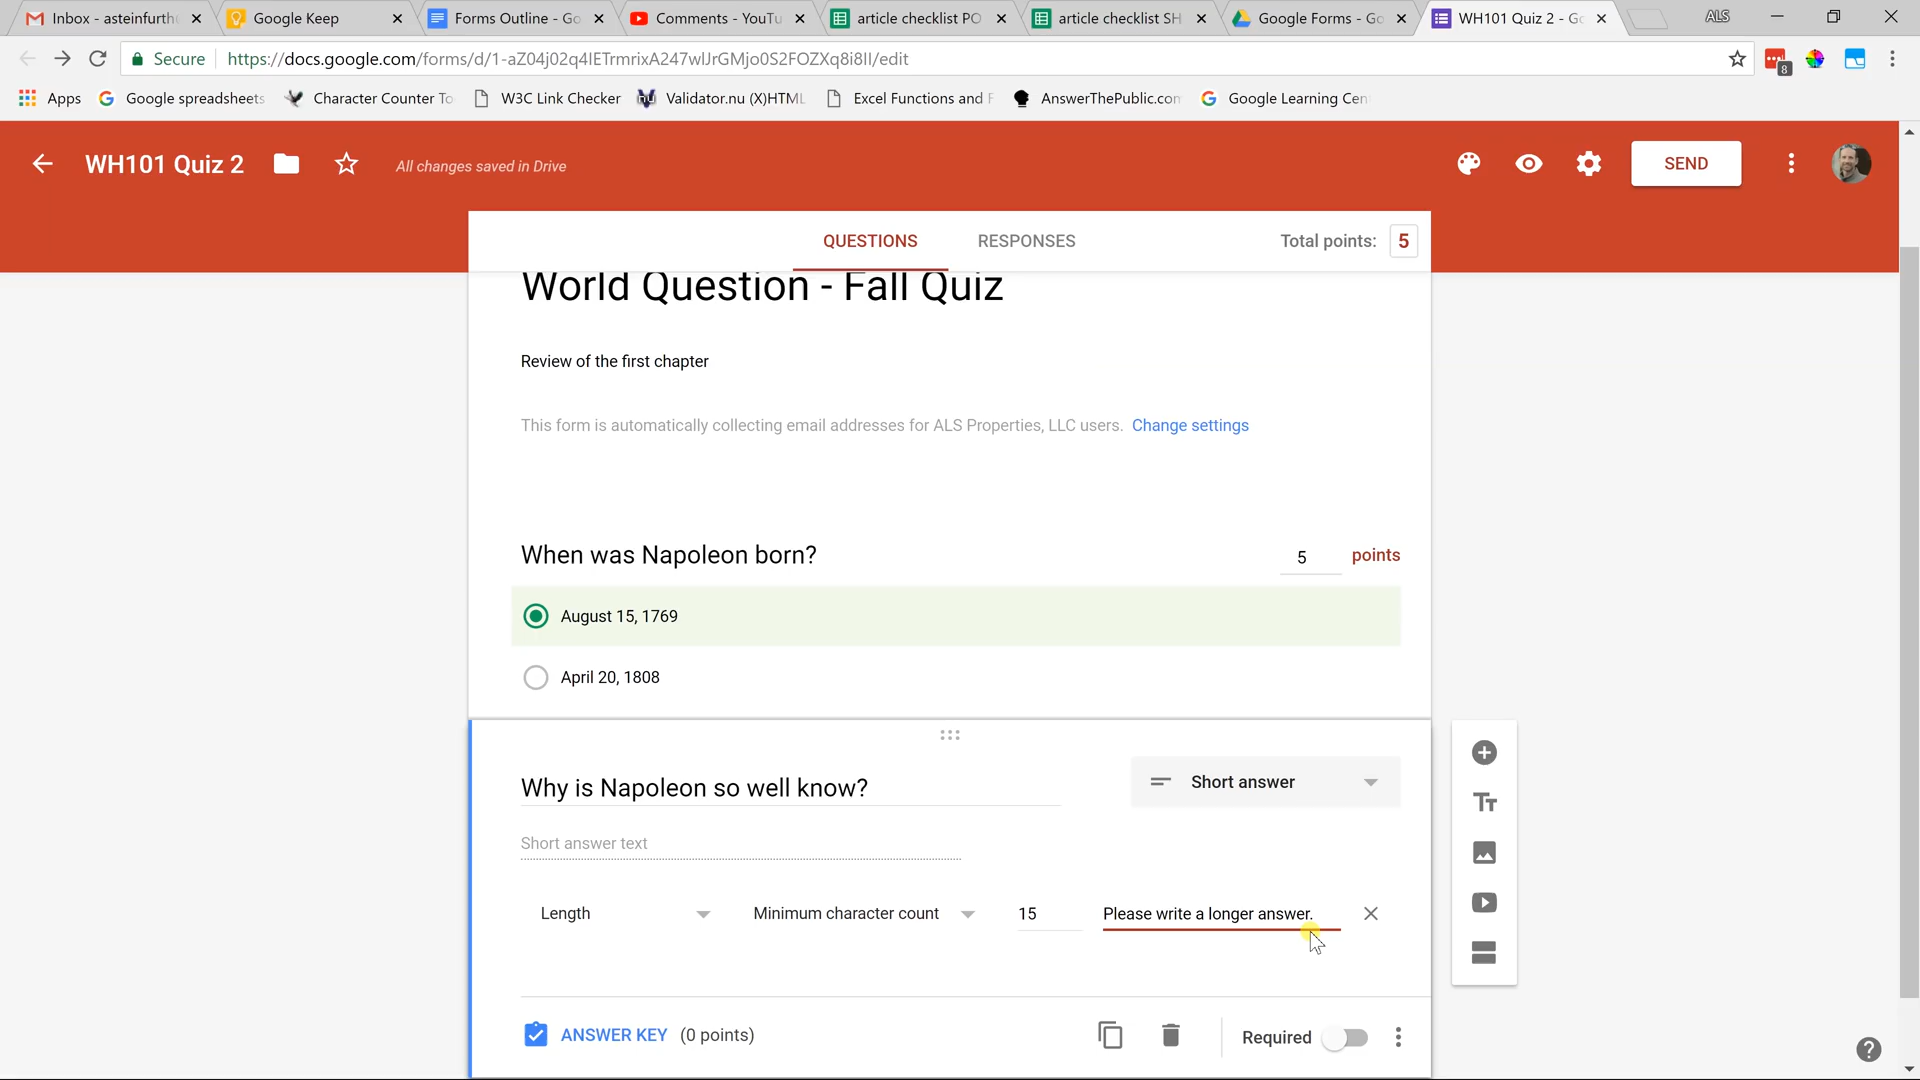 Inbox - asteinfurth
Google Keep
Forms Outline - Go
Comments - YouTu
article checklist PO
article checklist SH
Google Forms - Go
WH101 Quiz 2 - Go
ALS
Secure
https://docs.google.com/forms/d/1-aZ04j02q4IETrmrixA247wlJrGMjo0S2FOZXq8i8lI/edit
8
Apps
Google spreadsheets
Character Counter To
W3C Link Checker
Validator.nu (X)HTML
Excel Functions and F
AnswerThePublic.com
Google Learning Cen
WH101 Quiz 2
All changes saved in Drive
SEND
QUESTIONS
RESPONSES
Total points: 5
World Question - Fall Quiz
Review of the first chapter
This form is automatically collecting email addresses for ALS Properties, LLC users. Change settings
When was Napoleon born?
5 points
August 15, 1769
April 20, 1808
Why is Napoleon so well know?
Short answer
Short answer text
Length
Minimum character count
15
Please write a longer answer.
ANSWER KEY (0 points)
Required